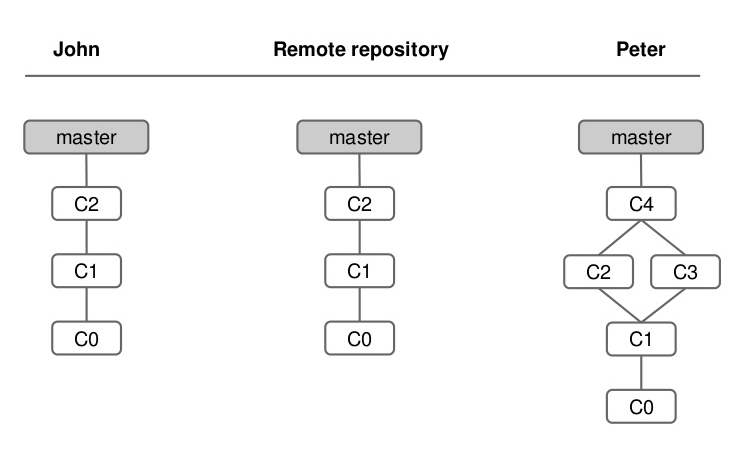 John Remote repository Peter
master master master
C2 C2 C4
C1 C1 C2 C3
C0 C0 C1
C0